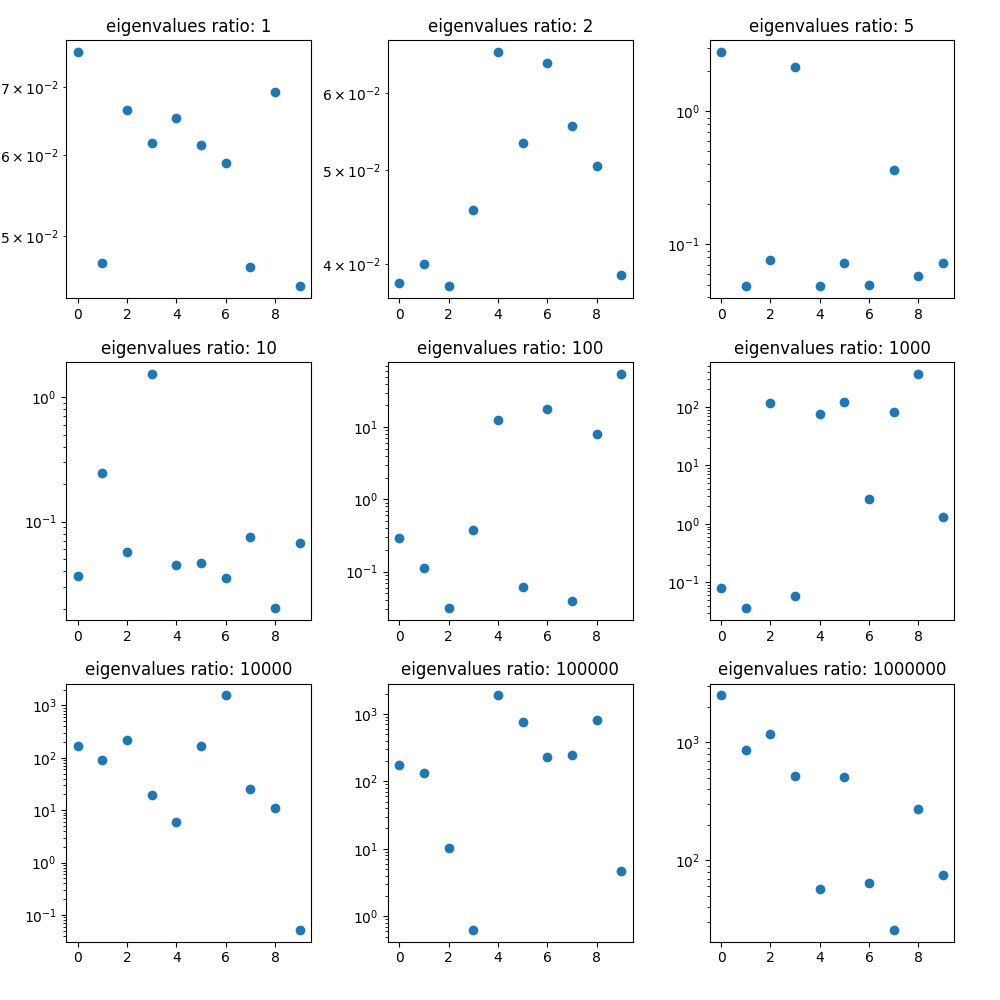 eigenvalues ratio: 1
7 × 10⁻²
6 × 10⁻²
5 × 10⁻²
0 2 4 6 8
eigenvalues ratio: 2
6 × 10⁻²
5 × 10⁻²
4 × 10⁻²
0 2 4 6 8
eigenvalues ratio: 5
10⁰
10⁻¹
0 2 4 6 8
eigenvalues ratio: 10
10⁰
10⁻¹
0 2 4 6 8
eigenvalues ratio: 100
10¹
10⁰
10⁻¹
0 2 4 6 8
eigenvalues ratio: 1000
10²
10¹
10⁰
10⁻¹
0 2 4 6 8
eigenvalues ratio: 10000
10³
10²
10¹
10⁰
10⁻¹
0 2 4 6 8
eigenvalues ratio: 100000
10³
10²
10¹
10⁰
0 2 4 6 8
eigenvalues ratio: 1000000
10³
10²
0 2 4 6 8